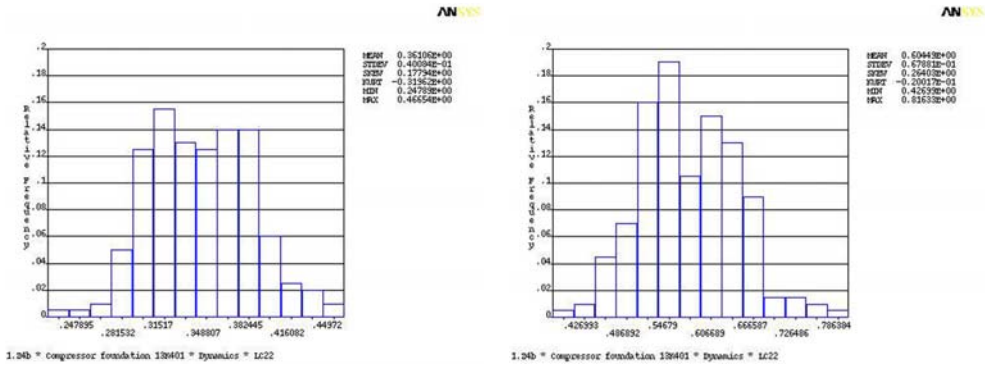 ANSYS
MEAN 0.36106E+00
STDEV 0.40084E-01
SKEW 0.17794E+00
KURT -0.31962E+00
MIN 0.24789E+00
MAX 0.46654E+00
Relative Frequency
.2
.18
.16
.14
.12
.1
.08
.06
.04
.02
0
.247895 .31517 .382445 .44972
.281532 .348807 .416082
1.D4b * Compressor foundation 13M401 * Dynamics * LC22
ANSYS
MEAN 0.60449E+00
STDEV 0.67881E-01
SKEW 0.26403E+00
KURT -0.20017E-01
MIN 0.42699E+00
MAX 0.81633E+00
Relative Frequency
.2
.18
.16
.14
.12
.1
.08
.06
.04
.02
0
.426993 .54679 .666587 .786384
.486892 .606689 .726486
1.D4b * Compressor foundation 13M401 * Dynamics * LC22